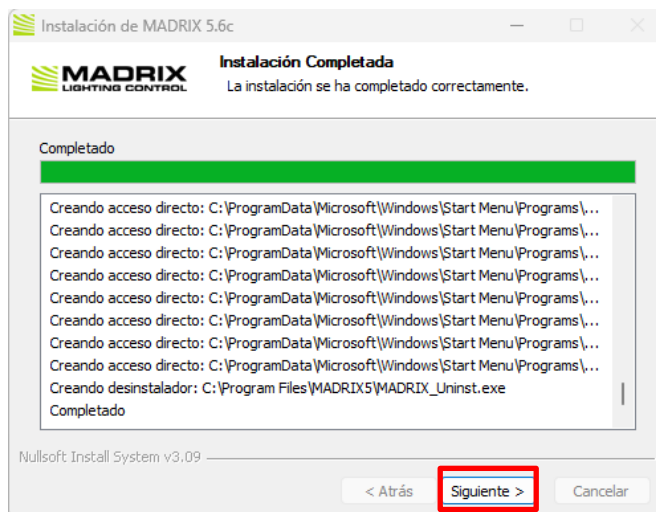 Instalación de MADRIX 5.6c
MADRIX
LIGHTING CONTROL
Instalación Completada
La instalación se ha completado correctamente.
Completado
Creando acceso directo: C:\ProgramData\Microsoft\Windows\Start Menu\Programs\...
Creando acceso directo: C:\ProgramData\Microsoft\Windows\Start Menu\Programs\...
Creando acceso directo: C:\ProgramData\Microsoft\Windows\Start Menu\Programs\...
Creando acceso directo: C:\ProgramData\Microsoft\Windows\Start Menu\Programs\...
Creando acceso directo: C:\ProgramData\Microsoft\Windows\Start Menu\Programs\...
Creando acceso directo: C:\ProgramData\Microsoft\Windows\Start Menu\Programs\...
Creando acceso directo: C:\ProgramData\Microsoft\Windows\Start Menu\Programs\...
Creando acceso directo: C:\ProgramData\Microsoft\Windows\Start Menu\Programs\...
Creando desinstalador: C:\Program Files\MADRIX5\MADRIX_Uninst.exe
Completado
Nullsoft Install System v3.09
< Atrás Siguiente > Cancelar